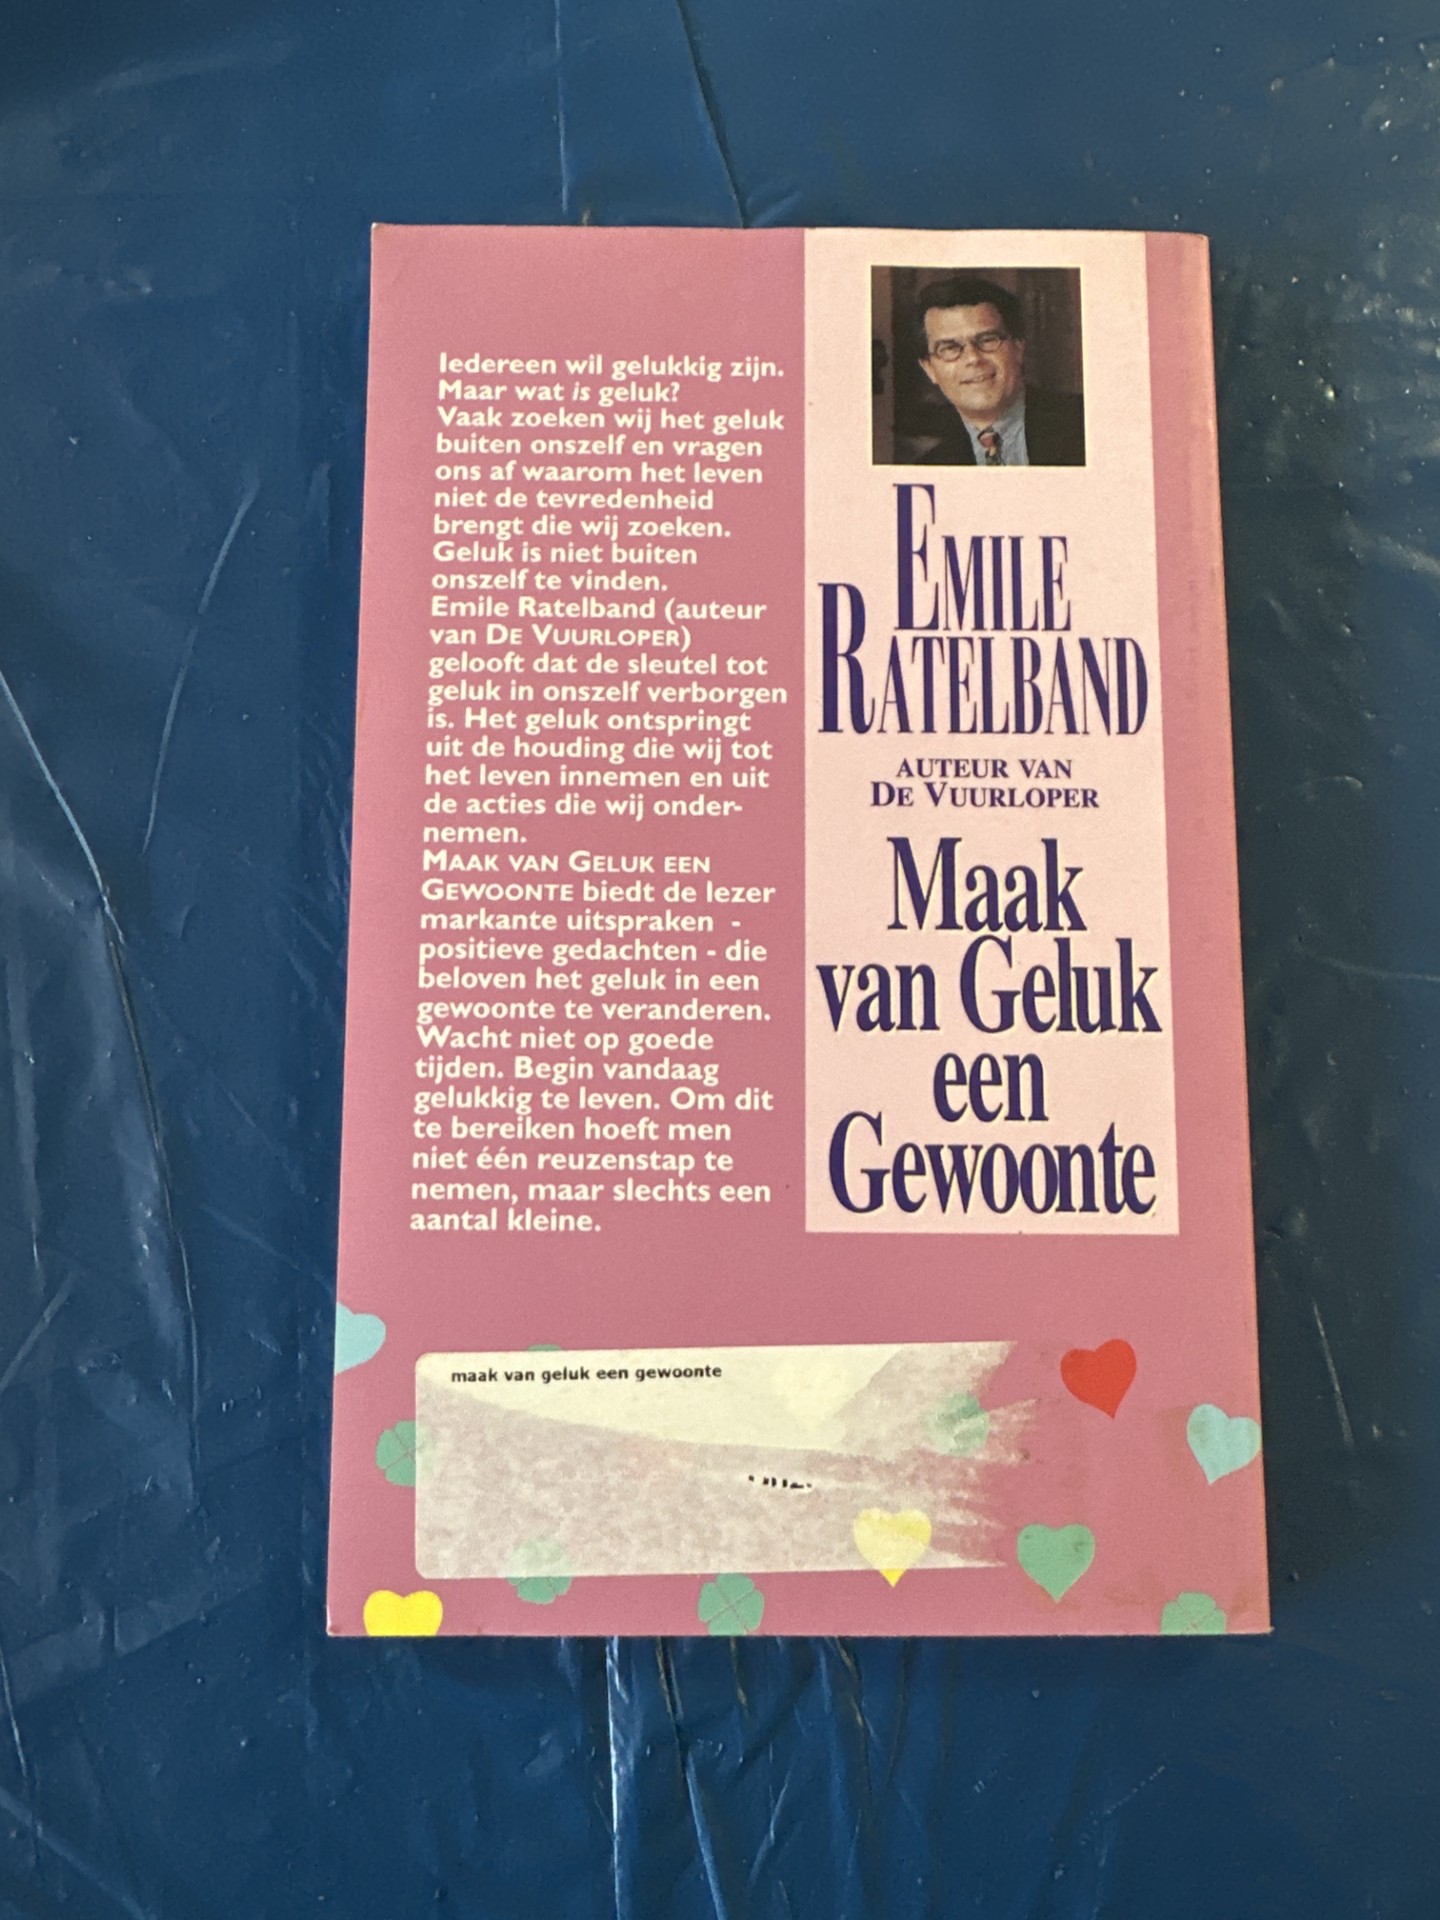 Iedereen wil gelukkig zijn.
Maar wat is geluk?
Vaak zoeken wij het geluk
buiten onszelf en vragen
ons af waarom het leven
niet de tevredenheid
brengt die wij zoeken.
Geluk is niet buiten
onszelf te vinden.
Emile Ratelband (auteur
van DE VUURLOPER)
gelooft dat de sleutel tot
geluk in onszelf verborgen
is. Het geluk ontspringt
uit de houding die wij tot
het leven innemen en uit
de acties die wij onder-
nemen.
MAAK VAN GELUK EEN
GEWOONTE biedt de lezer
markante uitspraken -
positieve gedachten - die
beloven het geluk in een
gewoonte te veranderen.
Wacht niet op goede
tijden. Begin vandaag
gelukkig te leven. Om dit
te bereiken hoeft men
niet één reuzenstap te
nemen, maar slechts een
aantal kleine.
EMILE
RATELBAND
AUTEUR VAN
DE VUURLOPER
Maak
van Geluk
een
Gewoonte
maak van geluk een gewoonte